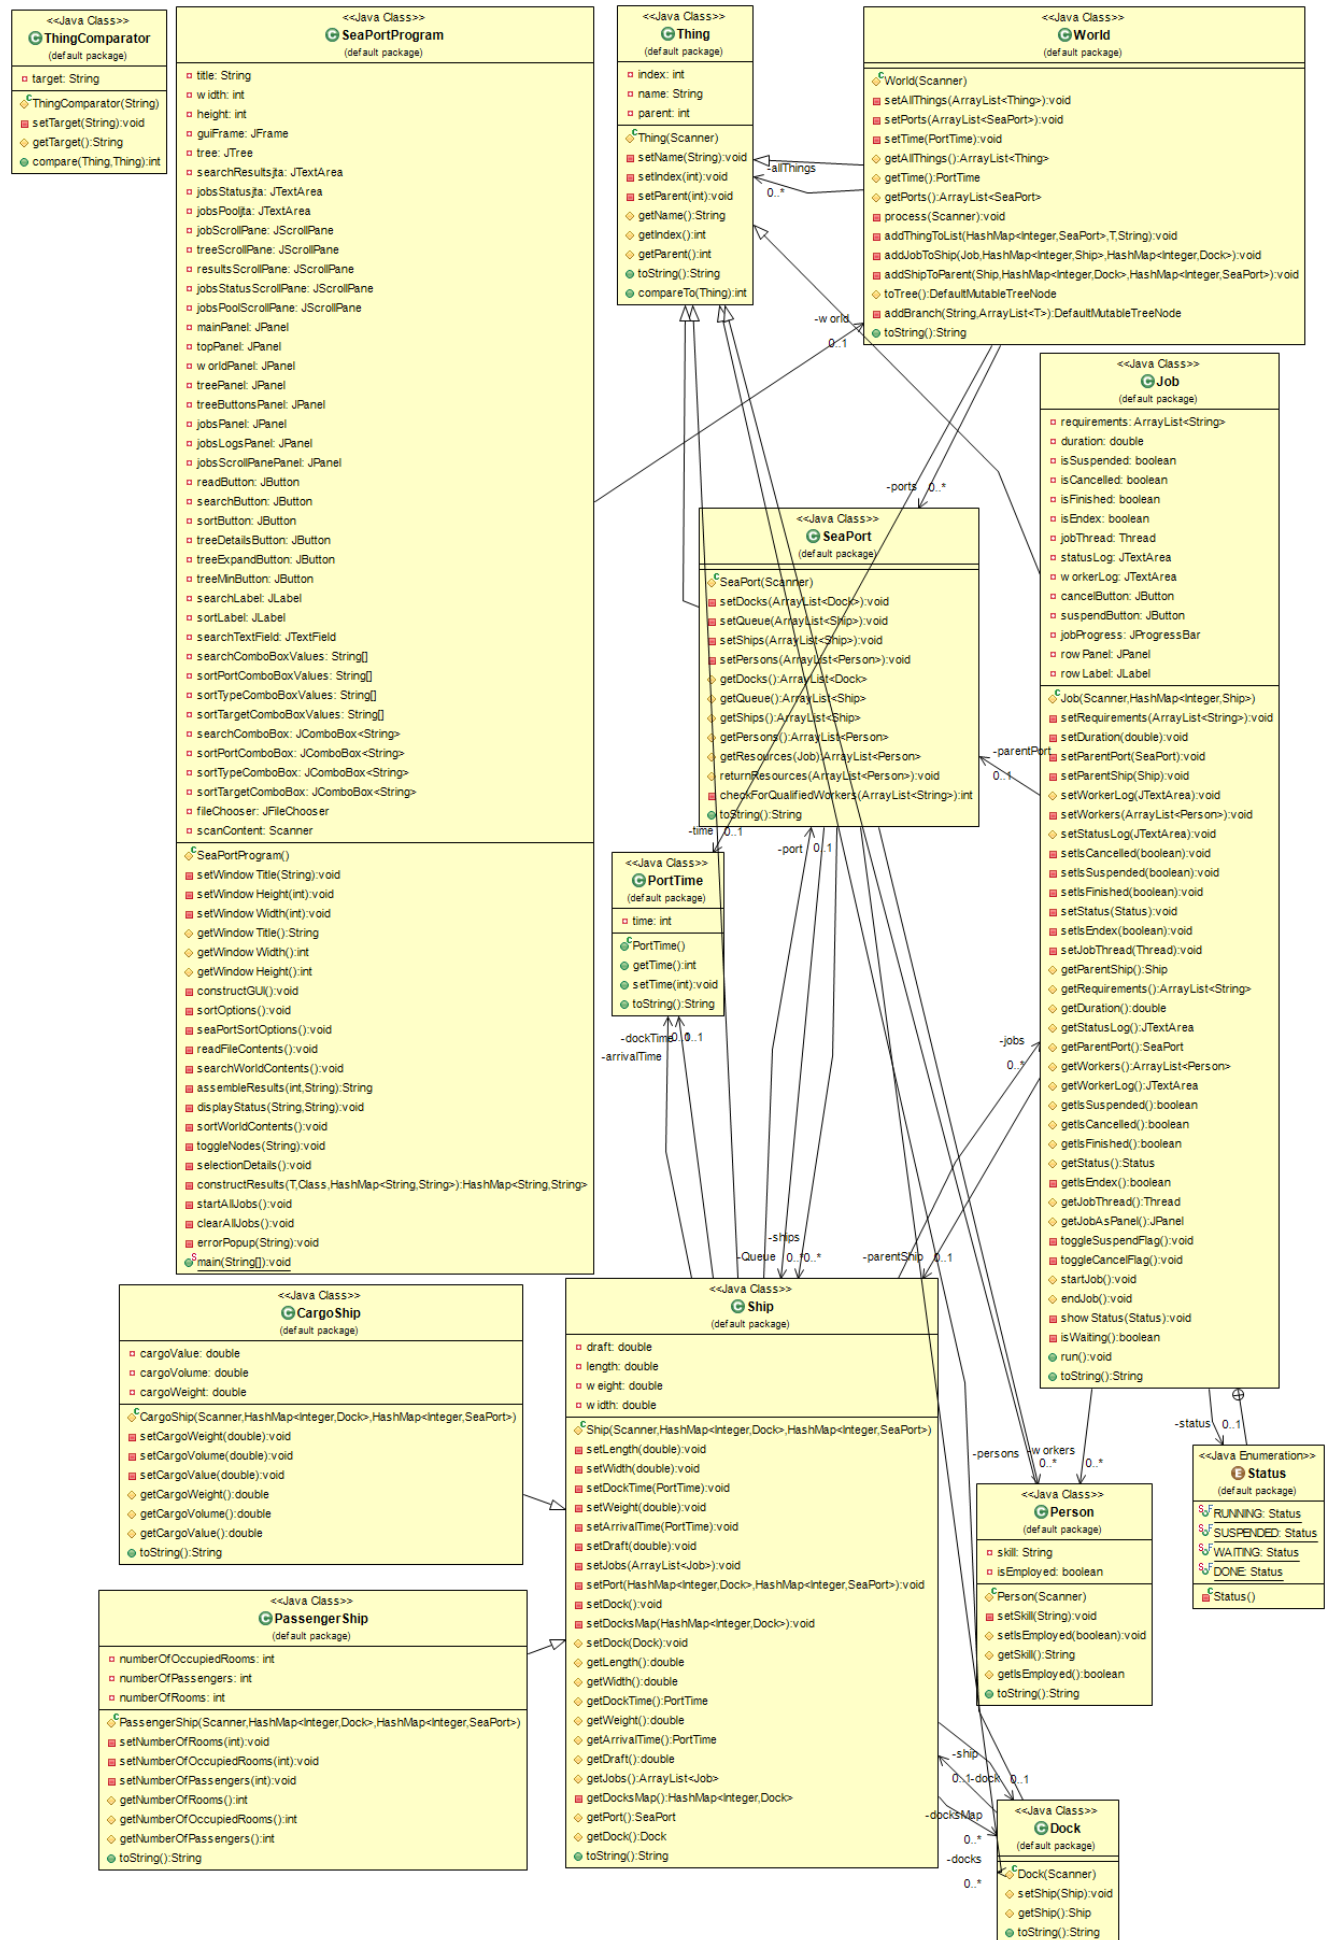 <<Java Class>>
ThingComparator
(default package)
target: String
ThingComparator(String)
setTarget(String):void
getTarget():String
compare(Thing,Thing):int
<<Java Class>>
SeaPortProgram
(default package)
title: String
width: int
height: int
guiFrame: JFrame
tree: JTree
searchResultsjta: JTextArea
jobsStatusjta: JTextArea
jobsPooljta: JTextArea
jobScrollPane: JScrollPane
treeScrollPane: JScrollPane
resultsScrollPane: JScrollPane
jobsStatusScrollPane: JScrollPane
jobsPoolScrollPane: JScrollPane
mainPanel: JPanel
topPanel: JPanel
worldPanel: JPanel
treePanel: JPanel
treeButtonsPanel: JPanel
jobsPanel: JPanel
jobsLogsPanel: JPanel
jobsScrollPanePanel: JPanel
readButton: JButton
searchButton: JButton
sortButton: JButton
treeDetailsButton: JButton
treeExpandButton: JButton
treeMinButton: JButton
searchLabel: JLabel
sortLabel: JLabel
searchTextField: JTextField
searchComboBoxValues: String[]
sortPortComboBoxValues: String[]
sortTypeComboBoxValues: String[]
sortTargetComboBoxValues: String[]
searchComboBox: JComboBox<String>
sortPortComboBox: JComboBox<String>
sortTypeComboBox: JComboBox<String>
sortTargetComboBox: JComboBox<String>
fileChooser: JFileChooser
scanContent: Scanner
SeaPortProgram()
setWindowTitle(String):void
setWindowHeight(int):void
setWindowWidth(int):void
getWindowTitle():String
getWindowWidth():int
getWindowHeight():int
constructGUI():void
sortOptions():void
seaPortSortOptions():void
readFileContents():void
searchWorldContents():void
assembleResults(int,String):String
displayStatus(String,String):void
sortWorldContents():void
toggleNodes(String):void
selectionDetails():void
constructResults(T,Class,HashMap<String,String>):HashMap<String,String>
startAllJobs():void
clearAllJobs():void
errorPopup(String):void
main(String[]):void
<<Java Class>>
Thing
(default package)
index: int
name: String
parent: int
Thing(Scanner)
setName(String):void
setIndex(int):void
setParent(int):void
getName():String
getIndex():int
getParent():int
toString():String
compareTo(Thing):int
-allThings
0..*
<<Java Class>>
World
(default package)
World(Scanner)
setAllThings(ArrayList<Thing>):void
setPorts(ArrayList<SeaPort>):void
setTime(PortTime):void
getAllThings():ArrayList<Thing>
getTime():PortTime
getPorts():ArrayList<SeaPort>
process(Scanner):void
addThingToList(HashMap<Integer,SeaPort>,T,String):void
addJobToShip(Job,HashMap<Integer,Ship>,HashMap<Integer,Dock>):void
addShipToParent(Ship,HashMap<Integer,Dock>,HashMap<Integer,SeaPort>):void
toTree():DefaultMutableTreeNode
addBranch(String,ArrayList<T>):DefaultMutableTreeNode
toString():String
-world
0..1
-ports 0..*
<<Java Class>>
SeaPort
(default package)
SeaPort(Scanner)
setDocks(ArrayList<Dock>):void
setQueue(ArrayList<Ship>):void
setShips(ArrayList<Ship>):void
setPersons(ArrayList<Person>):void
getDocks():ArrayList<Dock>
getQueue():ArrayList<Ship>
getShips():ArrayList<Ship>
getPersons():ArrayList<Person>
getResources(Job):ArrayList<Person>
returnResources(ArrayList<Person>):void
checkForQualifiedWorkers(ArrayList<String>):int
toString():String
-time 0..1
-port 0..1
-parentPort
0..1
<<Java Class>>
Job
(default package)
requirements: ArrayList<String>
duration: double
isSuspended: boolean
isCancelled: boolean
isFinished: boolean
isEndex: boolean
jobThread: Thread
statusLog: JTextArea
workerLog: JTextArea
cancelButton: JButton
suspendButton: JButton
jobProgress: JProgressBar
rowPanel: JPanel
rowLabel: JLabel
Job(Scanner,HashMap<Integer,Ship>)
setRequirements(ArrayList<String>):void
setDuration(double):void
setParentPort(SeaPort):void
setParentShip(Ship):void
setWorkerLog(JTextArea):void
setWorkers(ArrayList<Person>):void
setStatusLog(JTextArea):void
setIsCancelled(boolean):void
setIsSuspended(boolean):void
setIsFinished(boolean):void
setStatus(Status):void
setIsEndex(boolean):void
setJobThread(Thread):void
getParentShip():Ship
getRequirements():ArrayList<String>
getDuration():double
getStatusLog():JTextArea
getParentPort():SeaPort
getWorkers():ArrayList<Person>
getWorkerLog():JTextArea
getIsSuspended():boolean
getIsCancelled():boolean
getIsFinished():boolean
getStatus():Status
getIsEndex():boolean
getJobThread():Thread
getJobAsPanel():JPanel
toggleSuspendFlag():void
toggleCancelFlag():void
startJob():void
endJob():void
showStatus(Status):void
isWaiting():boolean
run():void
toString():String
<<Java Class>>
PortTime
(default package)
time: int
PortTime()
getTime():int
setTime(int):void
toString():String
-dockTime 0..1 0..1
-arrivalTime
-jobs
0..*
-ships
-Queue 0..* 0..*
-parentShip 0..1
<<Java Class>>
CargoShip
(default package)
cargoValue: double
cargoVolume: double
cargoWeight: double
CargoShip(Scanner,HashMap<Integer,Dock>,HashMap<Integer,SeaPort>)
setCargoWeight(double):void
setCargoVolume(double):void
setCargoValue(double):void
getCargoWeight():double
getCargoVolume():double
getCargoValue():double
toString():String
<<Java Class>>
PassengerShip
(default package)
numberOfOccupiedRooms: int
numberOfPassengers: int
numberOfRooms: int
PassengerShip(Scanner,HashMap<Integer,Dock>,HashMap<Integer,SeaPort>)
setNumberOfRooms(int):void
setNumberOfOccupiedRooms(int):void
setNumberOfPassengers(int):void
getNumberOfRooms():int
getNumberOfOccupiedRooms():int
getNumberOfPassengers():int
toString():String
<<Java Class>>
Ship
(default package)
draft: double
length: double
weight: double
width: double
Ship(Scanner,HashMap<Integer,Dock>,HashMap<Integer,SeaPort>)
setLength(double):void
setWidth(double):void
setDockTime(PortTime):void
setWeight(double):void
setArrivalTime(PortTime):void
setDraft(double):void
setJobs(ArrayList<Job>):void
setPort(HashMap<Integer,Dock>,HashMap<Integer,SeaPort>):void
setDock():void
setDocksMap(HashMap<Integer,Dock>):void
setDock(Dock):void
getLength():double
getWidth():double
getDockTime():PortTime
getWeight():double
getArrivalTime():PortTime
getDraft():double
getJobs():ArrayList<Job>
getDocksMap():HashMap<Integer,Dock>
getPort():SeaPort
getDock():Dock
toString():String
-persons
-workers
0..* 0..*
<<Java Class>>
Person
(default package)
skill: String
isEmployed: boolean
Person(Scanner)
setSkill(String):void
setIsEmployed(boolean):void
getSkill():String
getIsEmployed():boolean
toString():String
-status 0..1
<<Java Enumeration>>
Status
(default package)
RUNNING: Status
SUSPENDED: Status
WAITING: Status
DONE: Status
Status()
-ship
0..1 -dock 0..1
-docksMap
0..*
-docks
0..*
<<Java Class>>
Dock
(default package)
Dock(Scanner)
setShip(Ship):void
getShip():Ship
toString():String